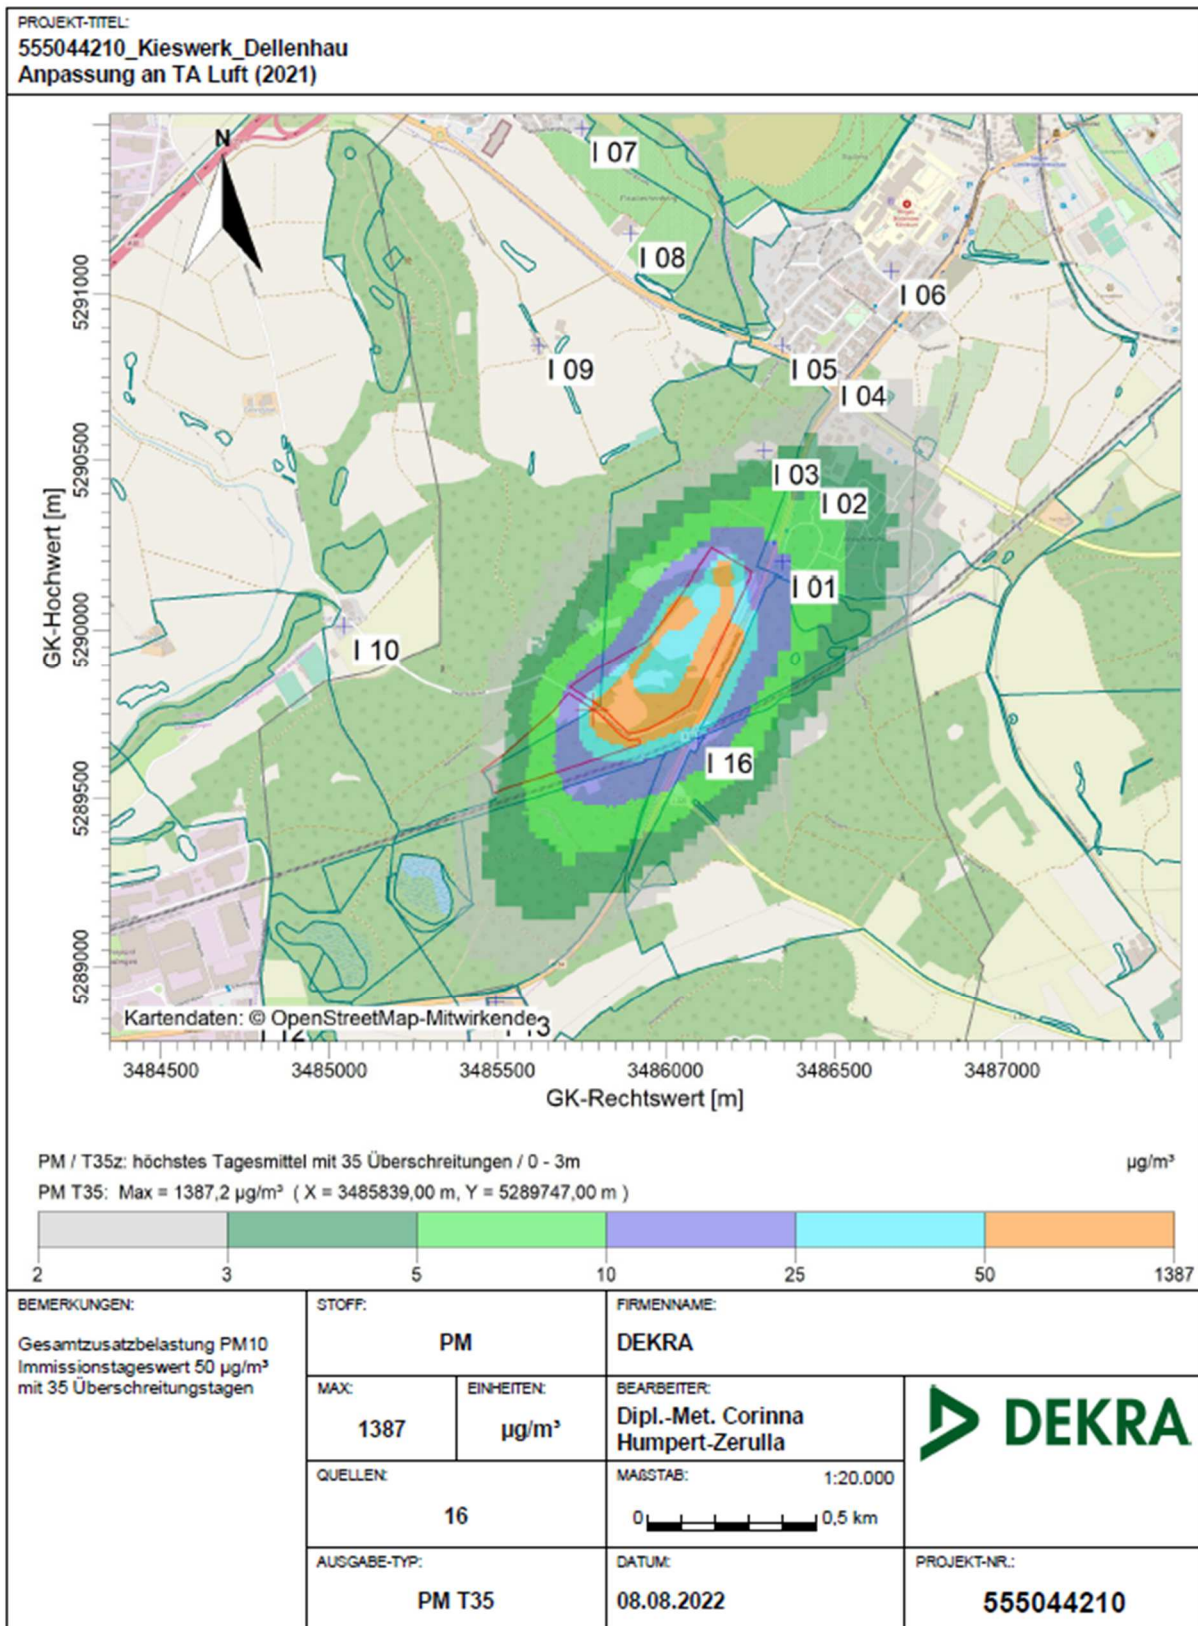 PROJEKT-TITEL:
555044210_Kieswerk_Dellenhau
Anpassung an TA Luft (2021)
N
I 07
I 08
I 06
I 09
I 05
I 04
I 03
I 02
I 01
I 10
I 16
GK-Hochwert [m]
5291000
5290500
5290000
5289500
5289000
Kartendaten: © OpenStreetMap-Mitwirkende
3484500
3485000
3485500
3486000
3486500
3487000
GK-Rechtswert [m]
PM / T35z: höchstes Tagesmittel mit 35 Überschreitungen / 0 - 3m
µg/m³
PM T35: Max = 1387,2 µg/m³ ( X = 3485839,00 m, Y = 5289747,00 m )
2
3
5
10
25
50
1387
BEMERKUNGEN:
Gesamtzusatzbelastung PM10
Immissionstageswert 50 µg/m³
mit 35 Überschreitungstagen
STOFF:
PM
FIRMENNAME:
DEKRA
MAX:
1387
EINHEITEN:
µg/m³
BEARBEITER:
Dipl.-Met. Corinna
Humpert-Zerulla
DEKRA
QUELLEN:
16
MAßSTAB:
1:20.000
0
0,5 km
AUSGABE-TYP:
PM T35
DATUM:
08.08.2022
PROJEKT-NR.:
555044210